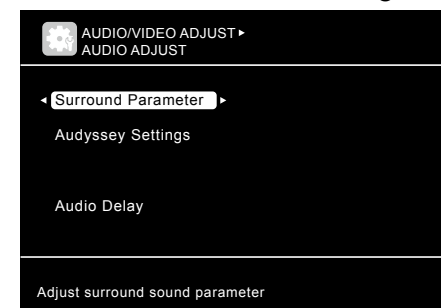 AUDIO/VIDEO ADJUST▸
AUDIO ADJUST
◂ Surround Parameter ▸
Audyssey Settings
Audio Delay
Adjust surround sound parameter